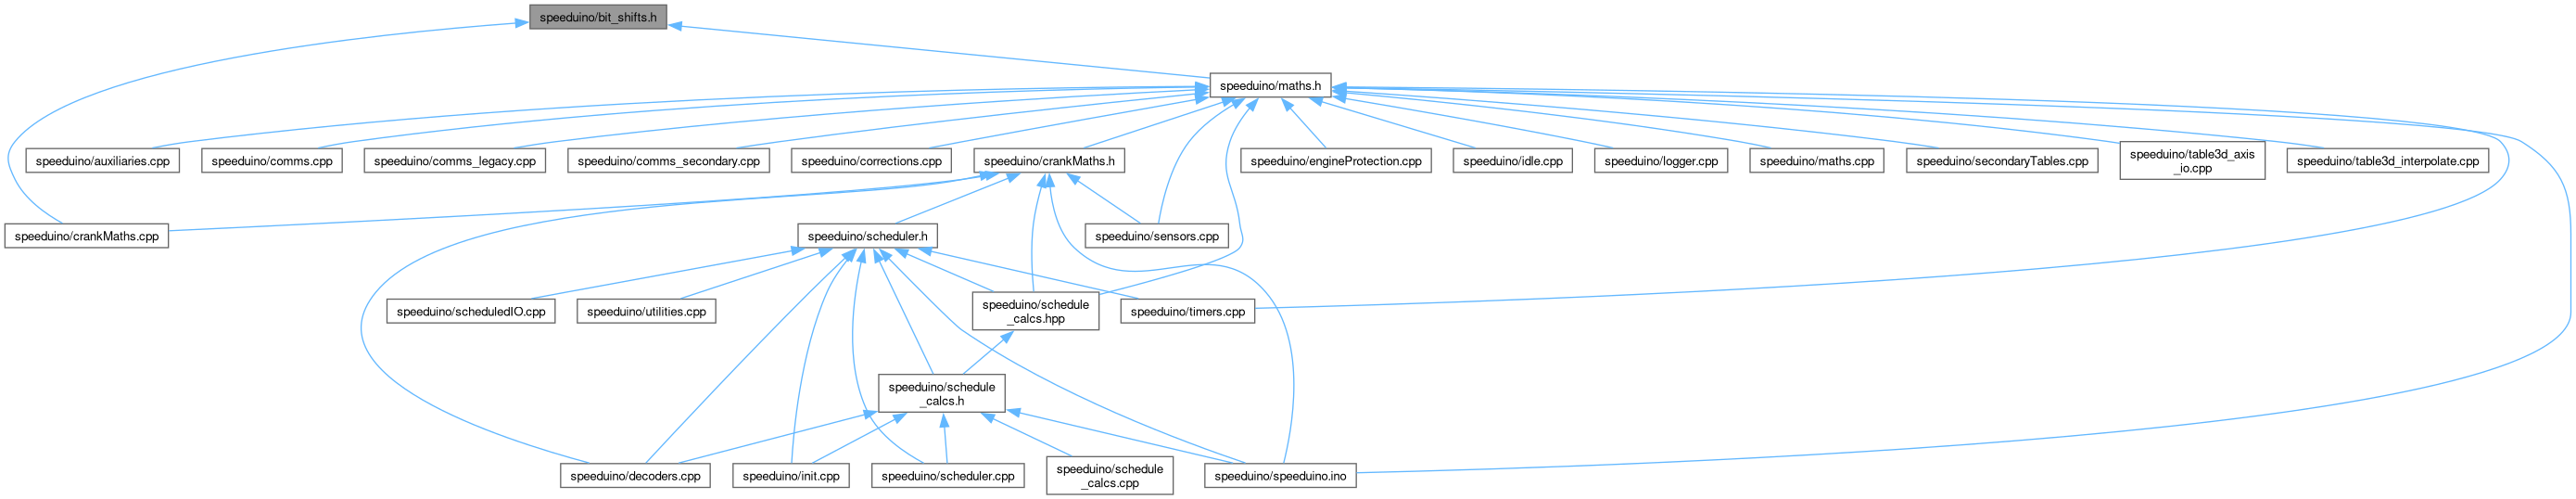 speeduino/bit_shifts.h
speeduino/maths.h
speeduino/auxiliaries.cpp
speeduino/comms.cpp
speeduino/comms_legacy.cpp
speeduino/comms_secondary.cpp
speeduino/corrections.cpp
speeduino/crankMaths.h
speeduino/engineProtection.cpp
speeduino/idle.cpp
speeduino/logger.cpp
speeduino/maths.cpp
speeduino/secondaryTables.cpp
speeduino/table3d_axis
_io.cpp
speeduino/table3d_interpolate.cpp
speeduino/crankMaths.cpp
speeduino/scheduler.h
speeduino/sensors.cpp
speeduino/scheduledIO.cpp
speeduino/utilities.cpp
speeduino/schedule
_calcs.hpp
speeduino/timers.cpp
speeduino/schedule
_calcs.h
speeduino/decoders.cpp
speeduino/init.cpp
speeduino/scheduler.cpp
speeduino/schedule
_calcs.cpp
speeduino/speeduino.ino